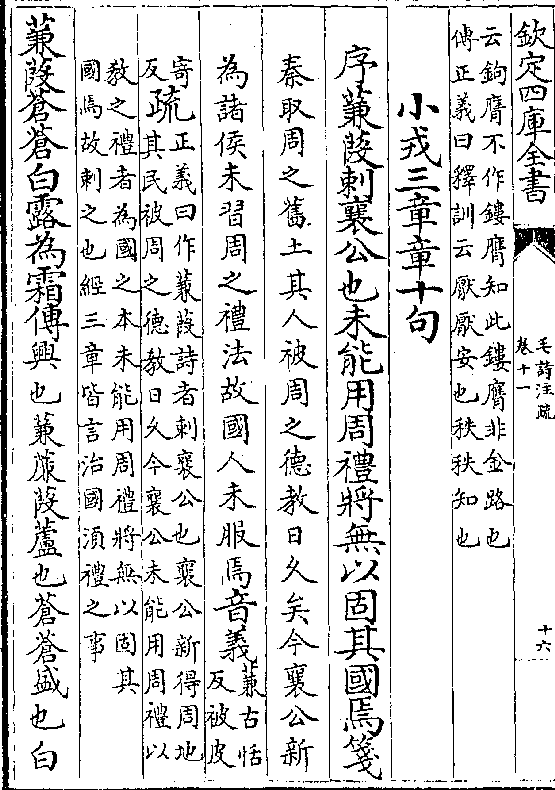 欽定四庫全書
毛詩注疏
卷十一
十六
云鉤膺不作鏤膺知此鏤膺非金路也
傳正義曰釋訓云厭厭安也秩秩知也
小戎三章章十句
序蒹葭刺襄公也未能用周禮將無以固其國焉箋
秦取周之舊土其人被周之德教日久矣今襄公新
為諸侯未習周之禮法故國人未服焉音義蒹古恬
反被皮
寄
反
疏正義曰作蒹葭詩者刺襄公也襄公新得周地
其民被周之德教日久今襄公未能用周禮以
教之禮者為國之本未能用周禮將無以固其
國焉故刺之也經三章皆言治國須禮之事
蒹葭蒼蒼白露為霜傳興也蒹薕葭蘆也蒼蒼盛也白